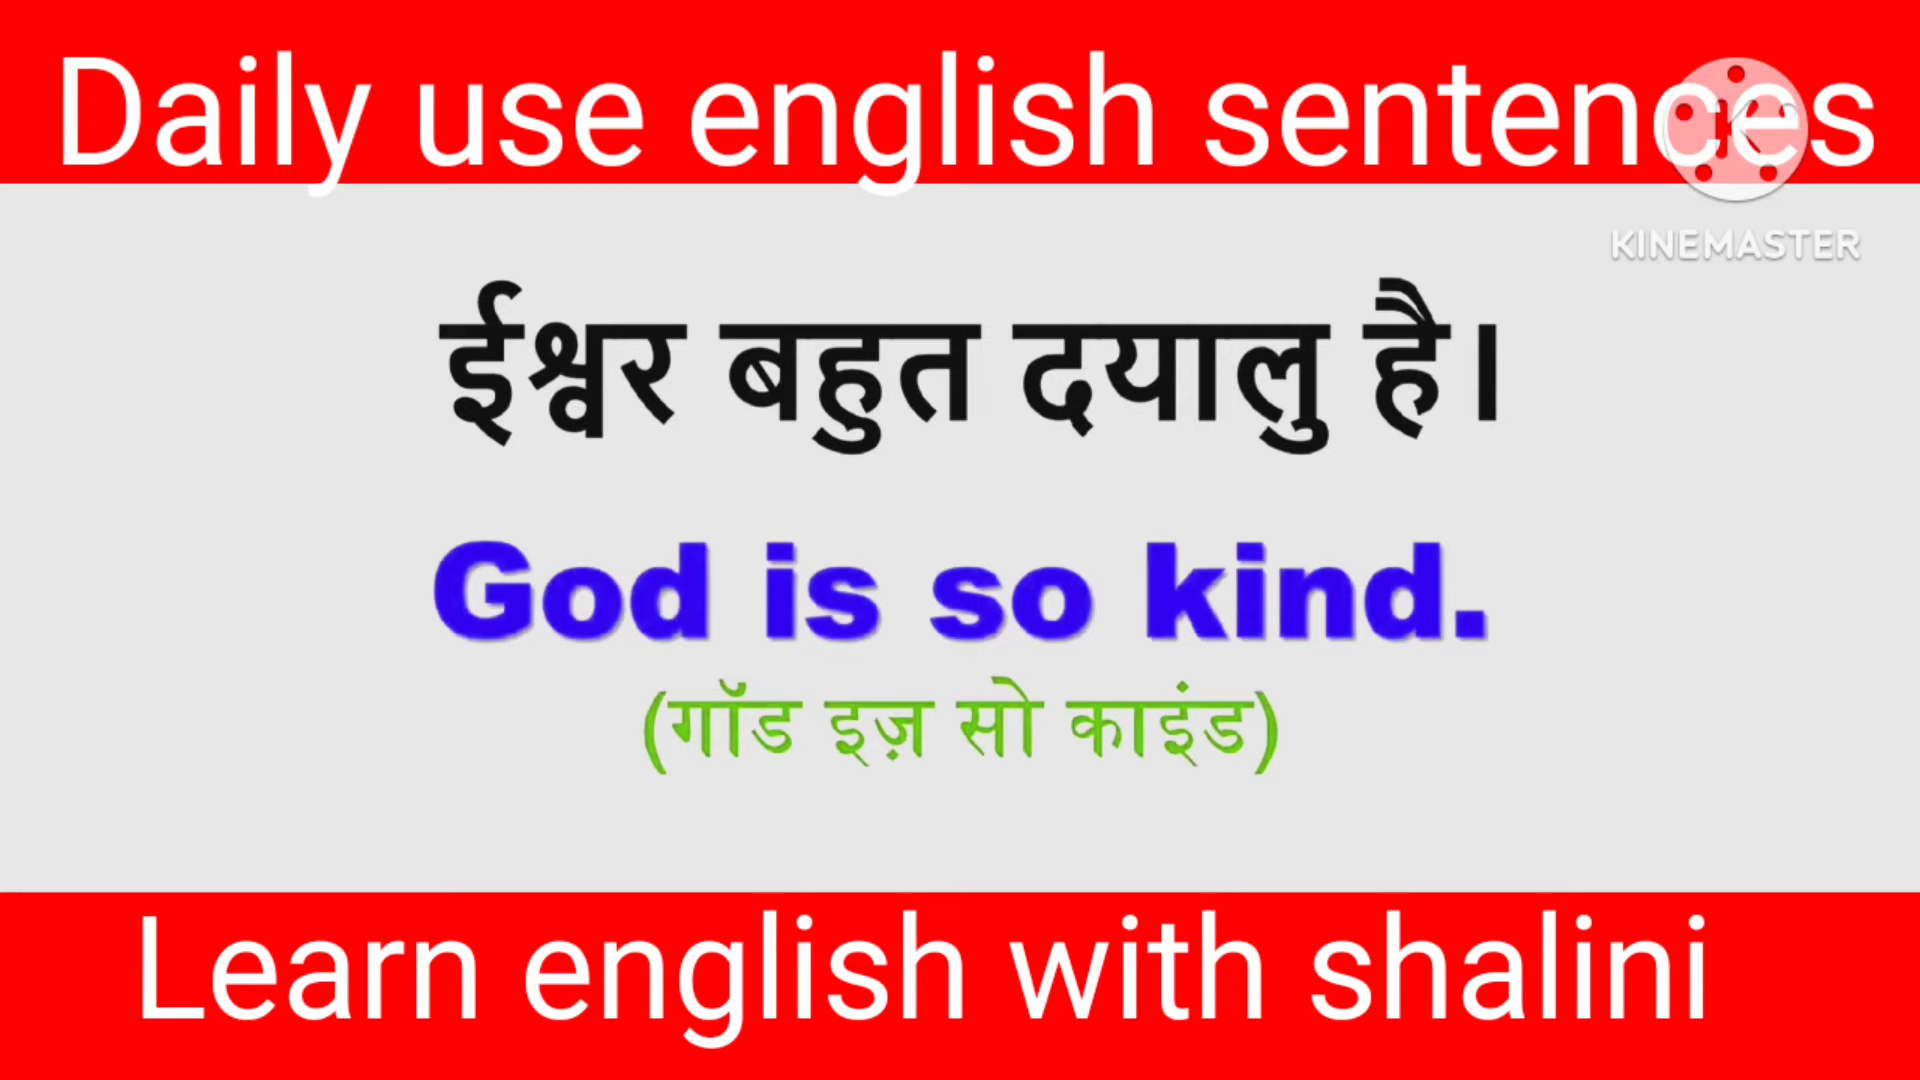 Daily use english sentences
KINEMASTER
ईश्वर बहुत दयालु है।
God is so kind.
(गॉड इज़ सो काइंड)
Learn english with shalini